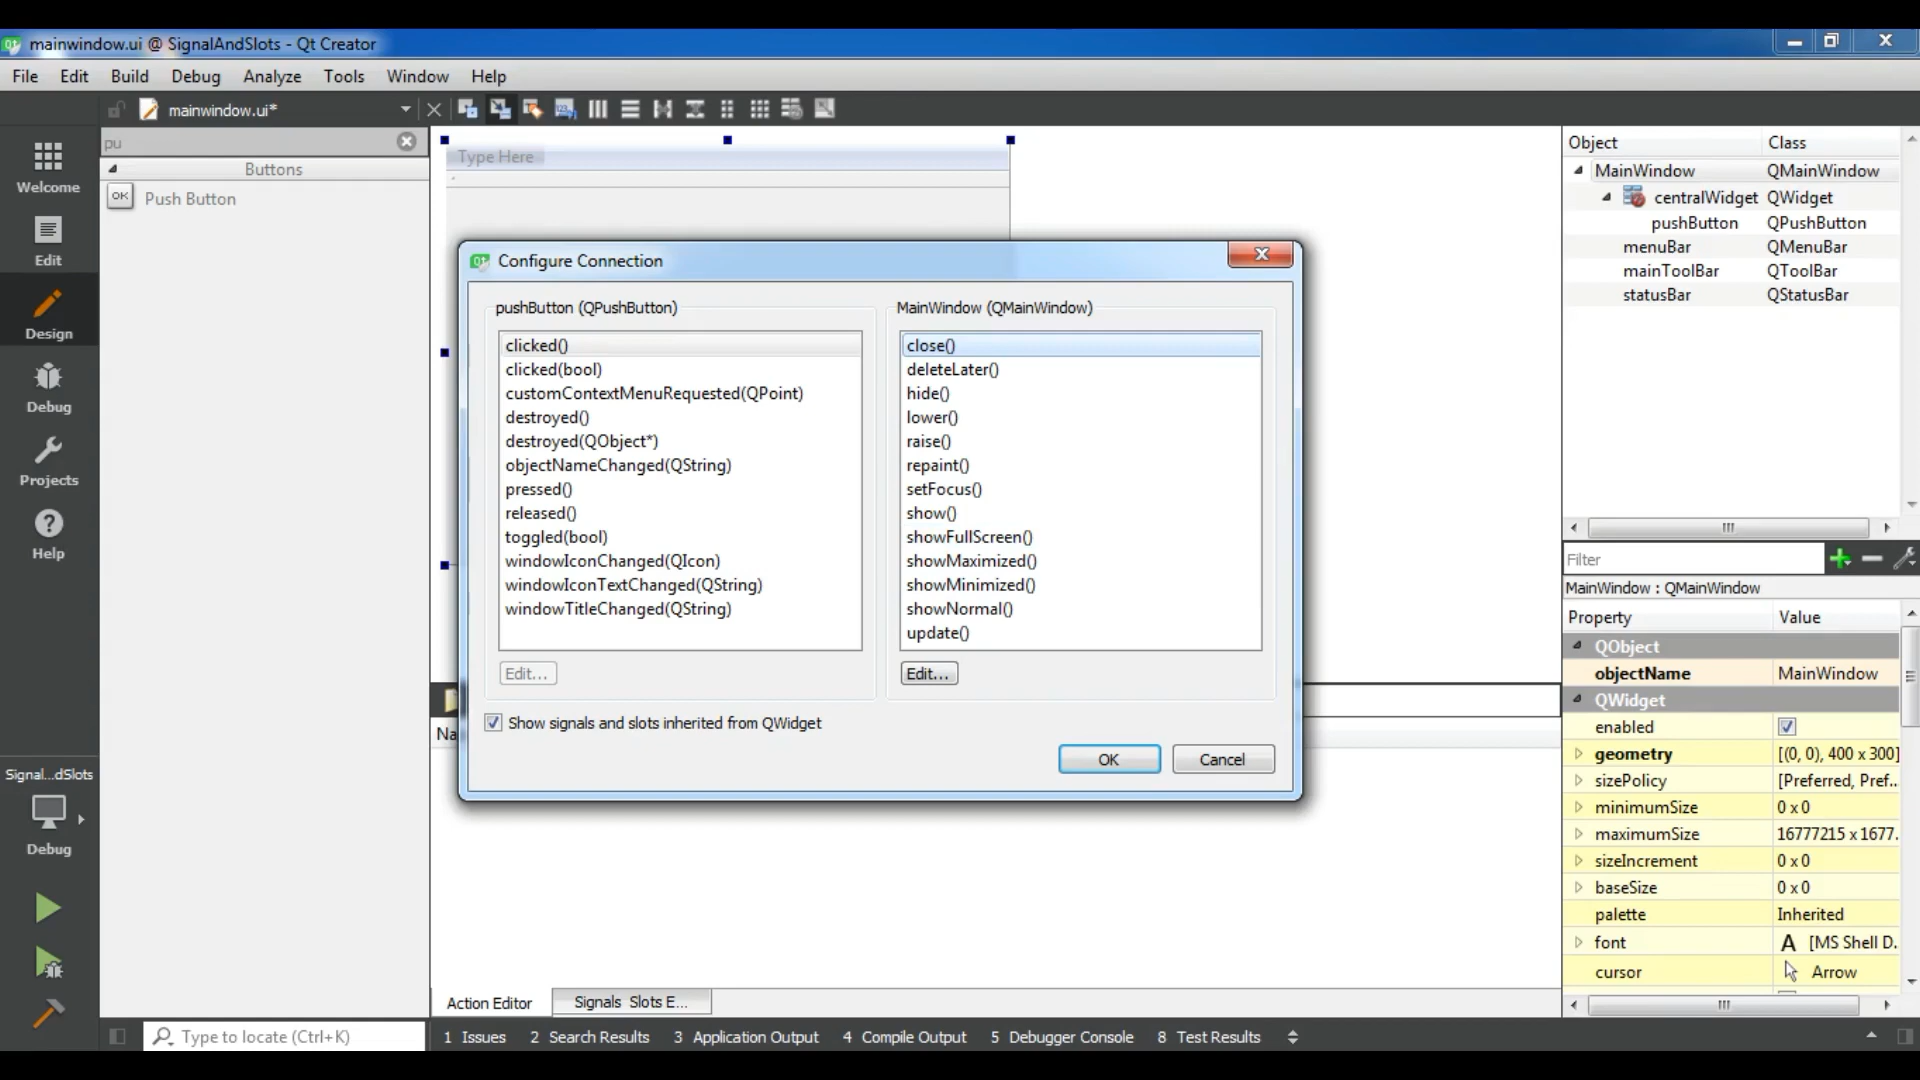 mainwindow.ui @ SignalAndSlots - Qt Creator
File Edit Build Debug Analyze Tools Window Help
mainwindow.ui*
pu
Buttons
Push Button
Welcome
Edit
Design
Debug
Projects
Help
Signal...dSlots
Debug
Type Here
Configure Connection
pushButton (QPushButton)
clicked()
clicked(bool)
customContextMenuRequested(QPoint)
destroyed()
destroyed(QObject*)
objectNameChanged(QString)
pressed()
released()
toggled(bool)
windowIconChanged(QIcon)
windowIconTextChanged(QString)
windowTitleChanged(QString)
Edit...
MainWindow (QMainWindow)
close()
deleteLater()
hide()
lower()
raise()
repaint()
setFocus()
show()
showFullScreen()
showMaximized()
showMinimized()
showNormal()
update()
Edit...
Show signals and slots inherited from QWidget
OK Cancel
Na
Action Editor Signals Slots E...
Object Class
MainWindow QMainWindow
centralWidget QWidget
pushButton QPushButton
menuBar QMenuBar
mainToolBar QToolBar
statusBar QStatusBar
Filter
MainWindow : QMainWindow
Property Value
QObject
objectName MainWindow
QWidget
enabled
geometry [(0, 0), 400 x 300]
sizePolicy [Preferred, Pref...
minimumSize 0 x 0
maximumSize 16777215 x 1677...
sizeIncrement 0 x 0
baseSize 0 x 0
palette Inherited
font A [MS Shell D...
cursor Arrow
Type to locate (Ctrl+K) 1 Issues 2 Search Results 3 Application Output 4 Compile Output 5 Debugger Console 8 Test Results